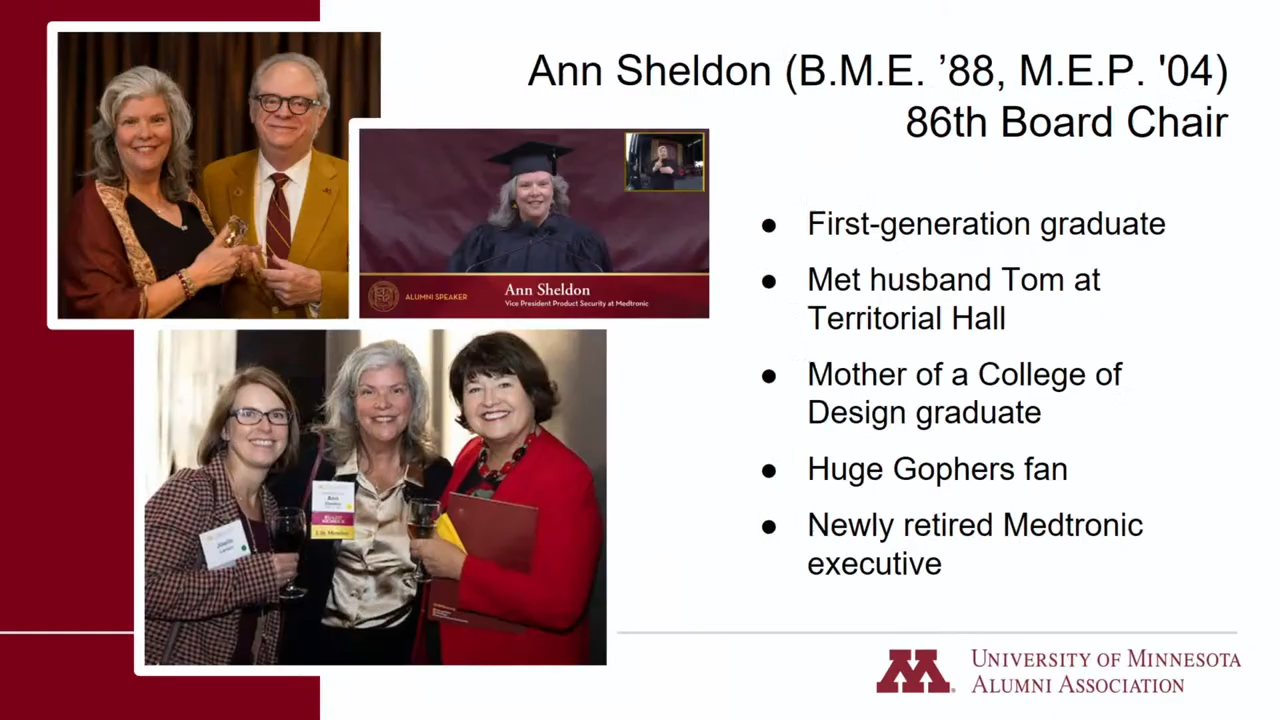 Ann Sheldon (B.M.E. ’88, M.E.P. '04)
86th Board Chair
ALUMNI SPEAKER
Ann Sheldon
Vice President Product Security at Medtronic
● First-generation graduate
● Met husband Tom at
Territorial Hall
● Mother of a College of
Design graduate
● Huge Gophers fan
● Newly retired Medtronic
executive
Ann
M
UNIVERSITY OF MINNESOTA
ALUMNI ASSOCIATION